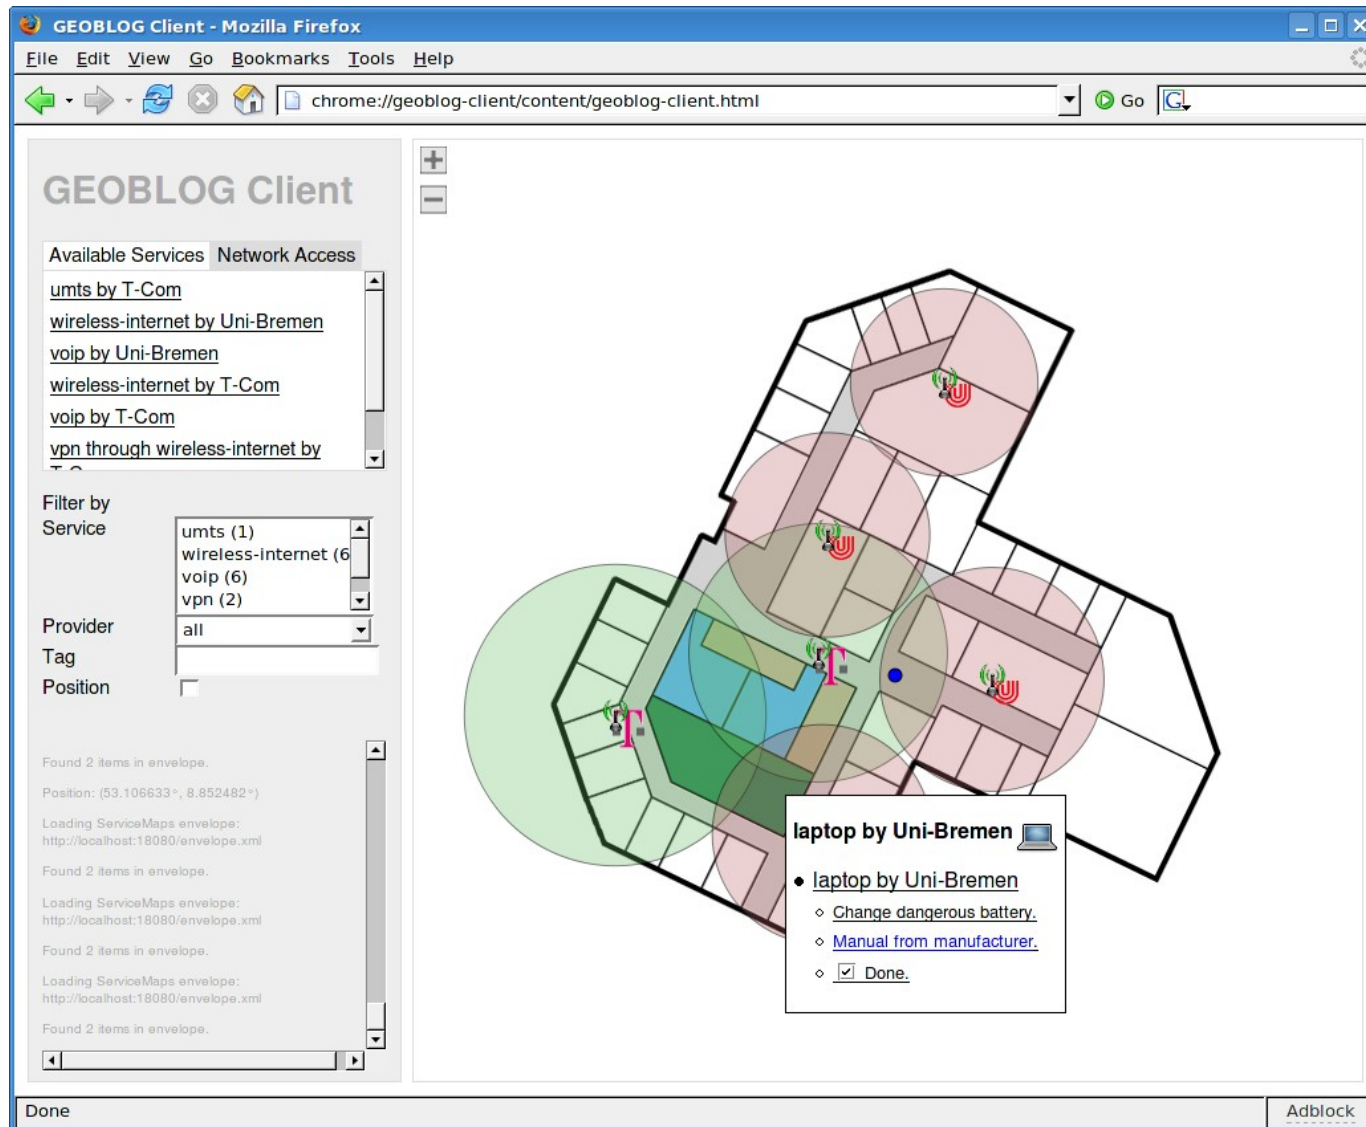 GEOBLOG Client - Mozilla Firefox
File Edit View Go Bookmarks Tools Help
chrome://geoblog-client/content/geoblog-client.html
Go
G
GEOBLOG Client
Available Services Network Access
umts by T-Com
wireless-internet by Uni-Bremen
voip by Uni-Bremen
wireless-internet by T-Com
voip by T-Com
vpn through wireless-internet by
Filter by
Service
umts (1)
wireless-internet (6
voip (6)
vpn (2)
Provider
all
Tag
Position
Found 2 items in envelope.
Position: (53.106633°, 8.852482°)
Loading ServiceMaps envelope:
http://localhost:18080/envelope.xml
Found 2 items in envelope.
Loading ServiceMaps envelope:
http://localhost:18080/envelope.xml
Found 2 items in envelope.
Loading ServiceMaps envelope:
http://localhost:18080/envelope.xml
Found 2 items in envelope.
T
T
laptop by Uni-Bremen
laptop by Uni-Bremen
Change dangerous battery.
Manual from manufacturer.
Done.
Done
Adblock